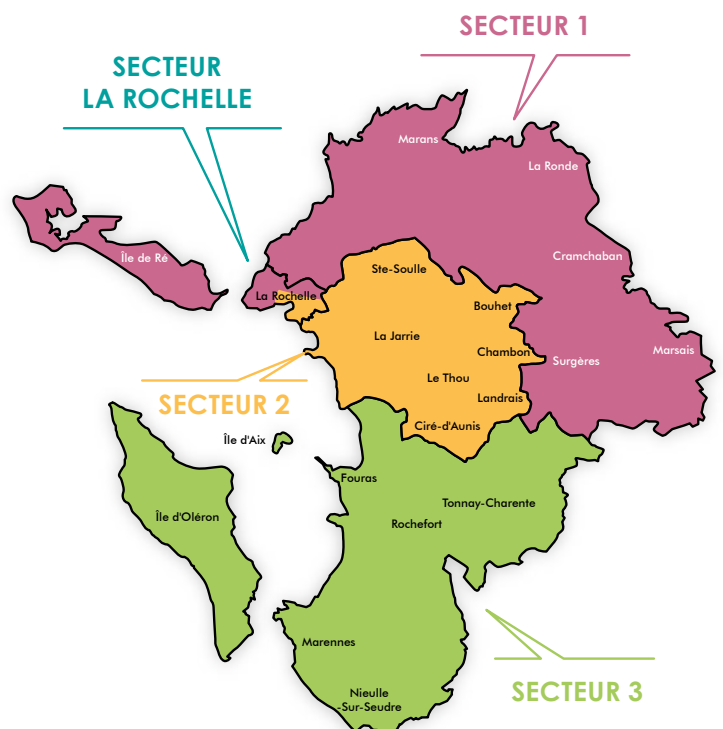 SECTEUR 1
SECTEUR
LA ROCHELLE
Marans
La Ronde
Île de Ré
Cramchaban
Ste-Soulle
La Rochelle
Bouhet
La Jarrie
Chambon
Surgères
Marsais
Le Thou
Landrais
SECTEUR 2
Ciré-d'Aunis
Île d'Aix
Fouras
Tonnay-Charente
Île d'Oléron
Rochefort
Marennes
Nieulle
-Sur-Seudre
SECTEUR 3